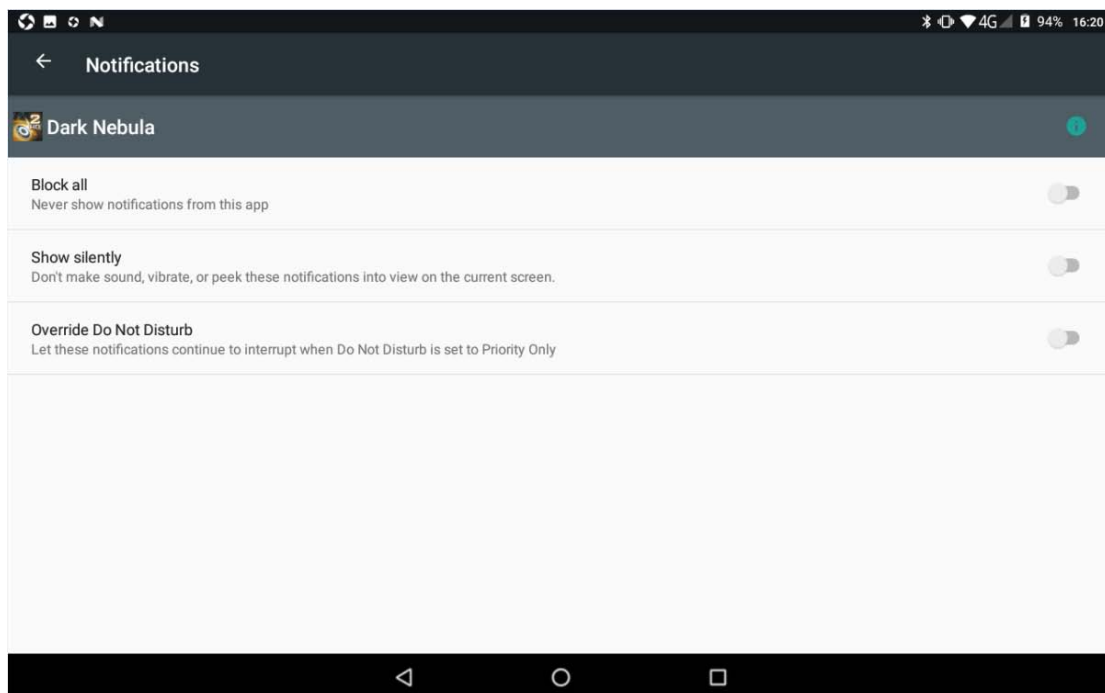 4G 94% 16:20
Notifications
Dark Nebula
Block all
Never show notifications from this app
Show silently
Don't make sound, vibrate, or peek these notifications into view on the current screen.
Override Do Not Disturb
Let these notifications continue to interrupt when Do Not Disturb is set to Priority Only